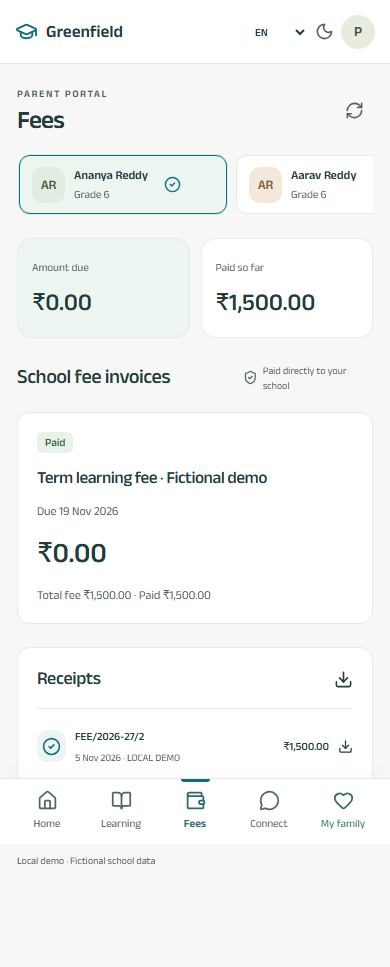 Greenfield
EN
P
PARENT PORTAL
Fees
AR
Ananya Reddy
Grade 6
AR
Aarav Reddy
Grade 6
Amount due
₹0.00
Paid so far
₹1,500.00
School fee invoices
Paid directly to your
school
Paid
Term learning fee · Fictional demo
Due 19 Nov 2026
₹0.00
Total fee ₹1,500.00 · Paid ₹1,500.00
Receipts
FEE/2026-27/2
₹1,500.00
5 Nov 2026 · LOCAL DEMO
Home
Learning
Fees
Connect
My family
Local demo · Fictional school data